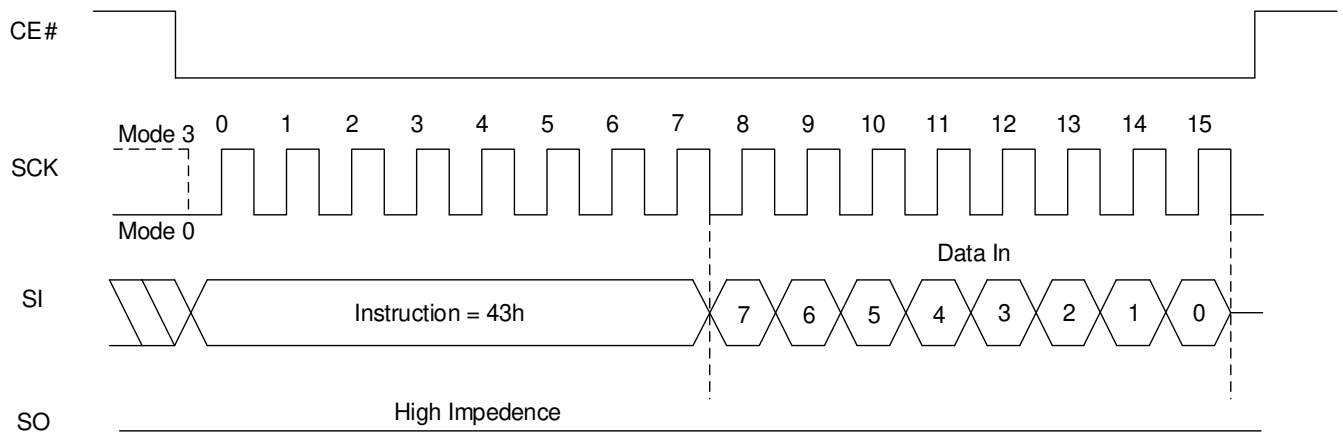 CE#
0 1 2 3 4 5 6 7 8 9 10 11 12 13 14 15
Mode 3
SCK
Mode 0
Data In
SI
Instruction = 43h
7 6 5 4 3 2 1 0
High Impedence
SO